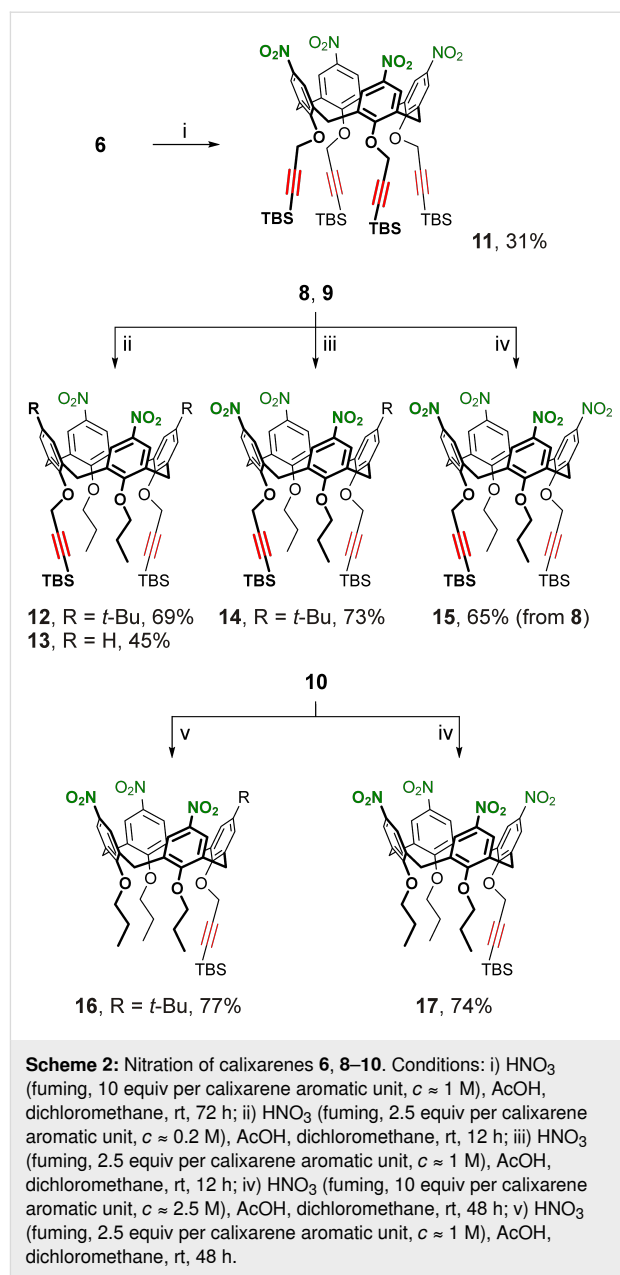 O₂N O₂N NO₂ NO₂
6 i
O O O O
TBS TBS TBS TBS
11, 31%
8, 9
ii iii iv
R O₂N NO₂ R O₂N O₂N NO₂ R O₂N O₂N NO₂ NO₂
O O O O O O O O O O O O
TBS TBS TBS TBS TBS TBS
12, R = t-Bu, 69% 14, R = t-Bu, 73% 15, 65% (from 8)
13, R = H, 45%
10
v iv
O₂N O₂N NO₂ R O₂N O₂N NO₂ NO₂
O O O O O O O O
TBS TBS
16, R = t-Bu, 77% 17, 74%
Scheme 2: Nitration of calixarenes 6, 8–10. Conditions: i) HNO₃
(fuming, 10 equiv per calixarene aromatic unit, c ≈ 1 M), AcOH,
dichloromethane, rt, 72 h; ii) HNO₃ (fuming, 2.5 equiv per calixarene
aromatic unit, c ≈ 0.2 M), AcOH, dichloromethane, rt, 12 h; iii) HNO₃
(fuming, 2.5 equiv per calixarene aromatic unit, c ≈ 1 M), AcOH,
dichloromethane, rt, 12 h; iv) HNO₃ (fuming, 10 equiv per calixarene
aromatic unit, c ≈ 2.5 M), AcOH, dichloromethane, rt, 48 h; v) HNO₃
(fuming, 2.5 equiv per calixarene aromatic unit, c ≈ 1 M), AcOH,
dichloromethane, rt, 48 h.